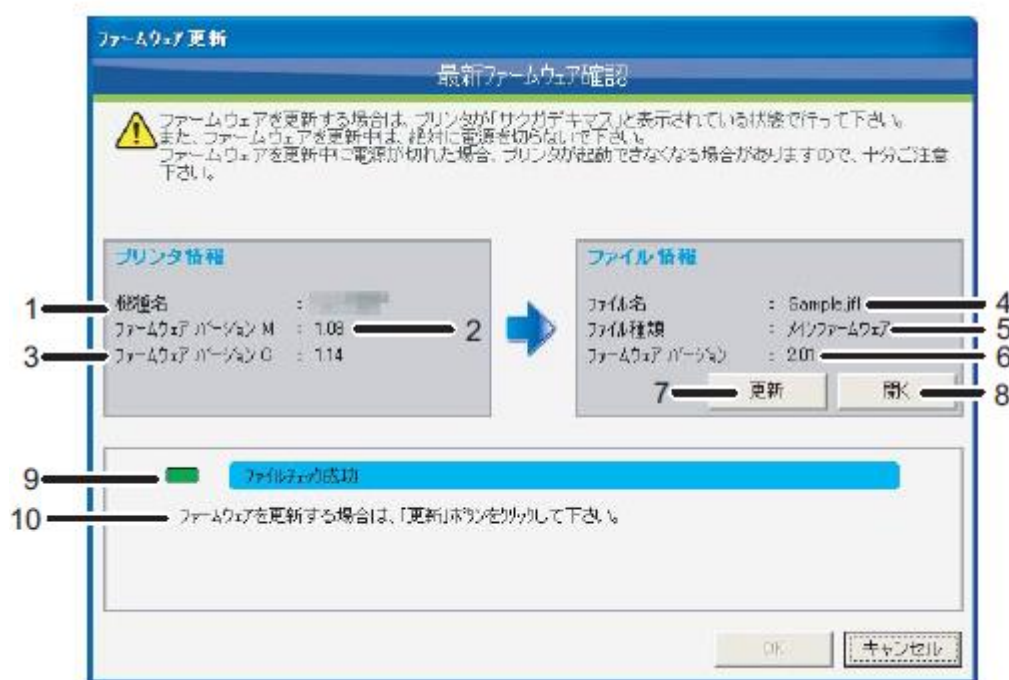 ファームウェア更新
最新ファームウェア確認
ファームウェアを更新する場合は、プリンタが「サクガデキマス」と表示されている状態で行って下さい。
また、ファームウェアを更新中は、絶対に電源を切らないで下さい。
ファームウェアを更新中に電源が切れた場合、プリンタが起動できなくなる場合がありますので、十分ご注意
下さい。
プリンタ情報
1 機種名 :
ファームウェア バージョン M : 1.08 2
3 ファームウェア バージョン C : 1.14
ファイル情報
ファイル名 : Sample.jfl 4
ファイル種類 : メインファームウェア 5
ファームウェア バージョン : 2.01 6
7 更新 開く 8
9 ファイルチェック成功
10 ファームウェアを更新する場合は、「更新」ボタンをクリックして下さい。
OK キャンセル